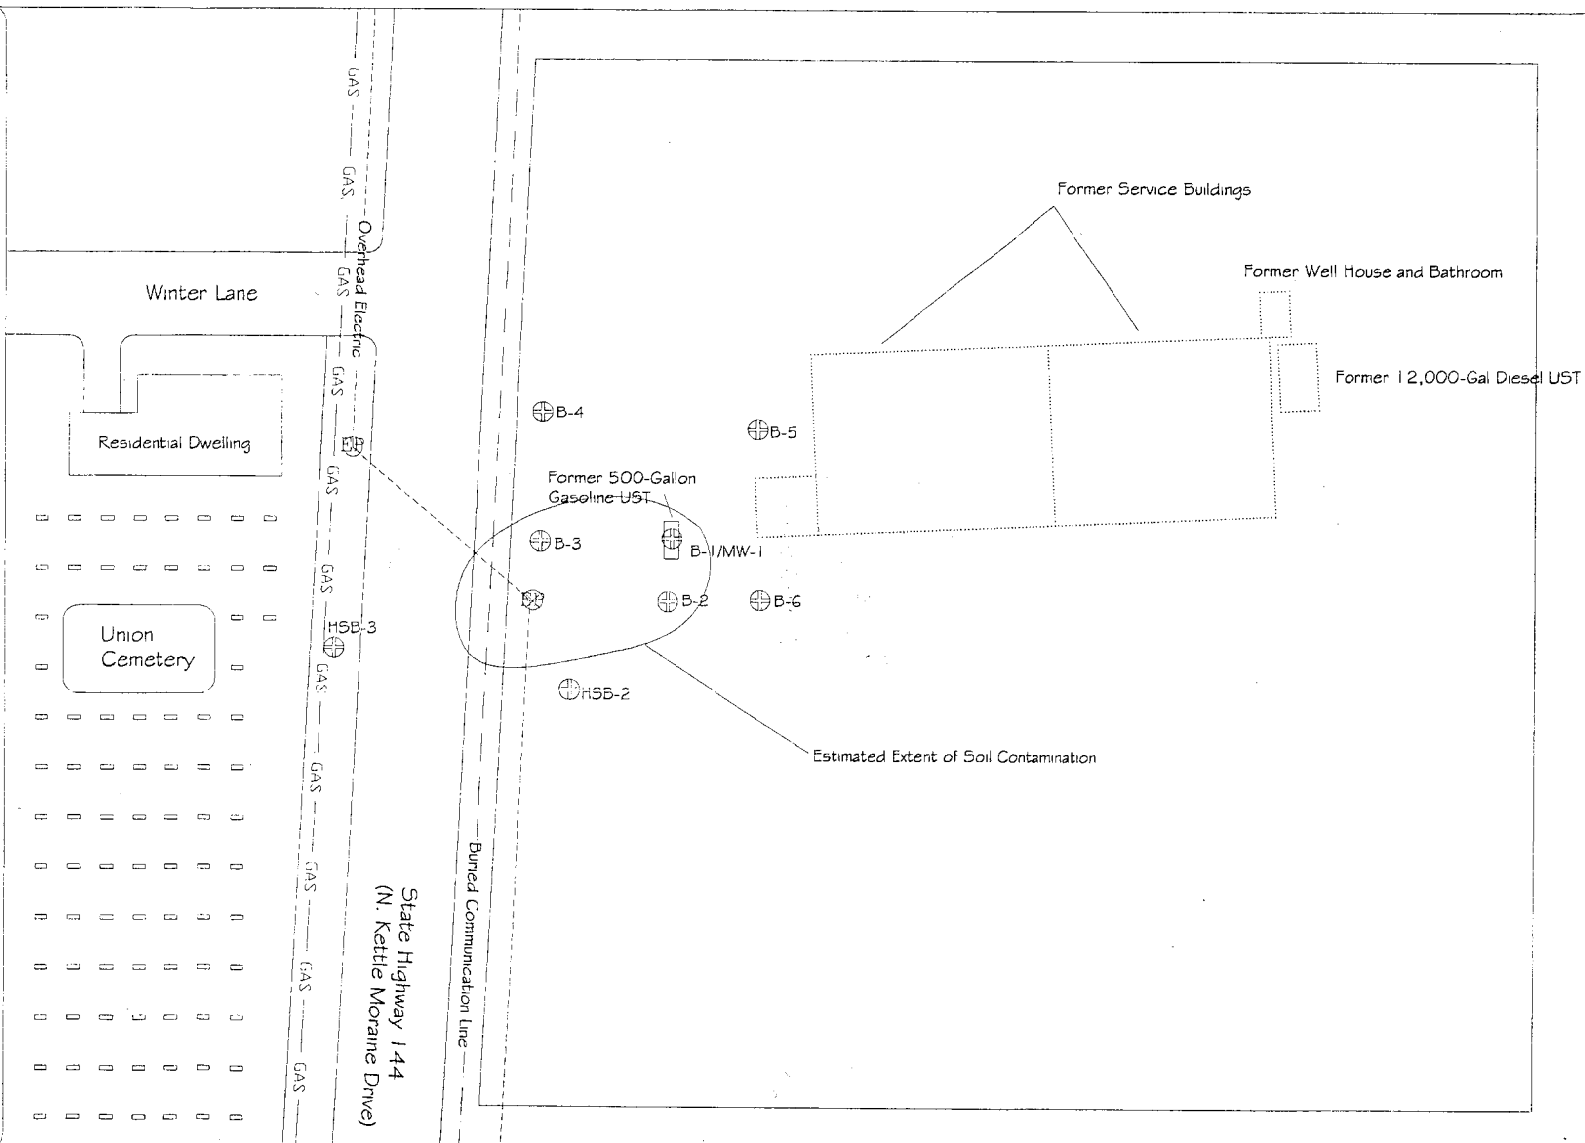 GAS
GAS
Former Service Buildings
Overhead Electric
GAS
Former Well House and Bathroom
Winter Lane
GAS
Former 12,000-Gal Diesel UST
B-4
B-5
Residential Dwelling
GAS
Former 500-Gallon
Gasoline UST
B-3
B-1/MW-1
GAS
B-2
B-6
HSB-3
Union
Cemetery
GAS
HSB-2
Estimated Extent of Soil Contamination
GAS
GAS
Buried Communication Line
State Highway 144
(N. Kettle Moraine Drive)
GAS
GAS